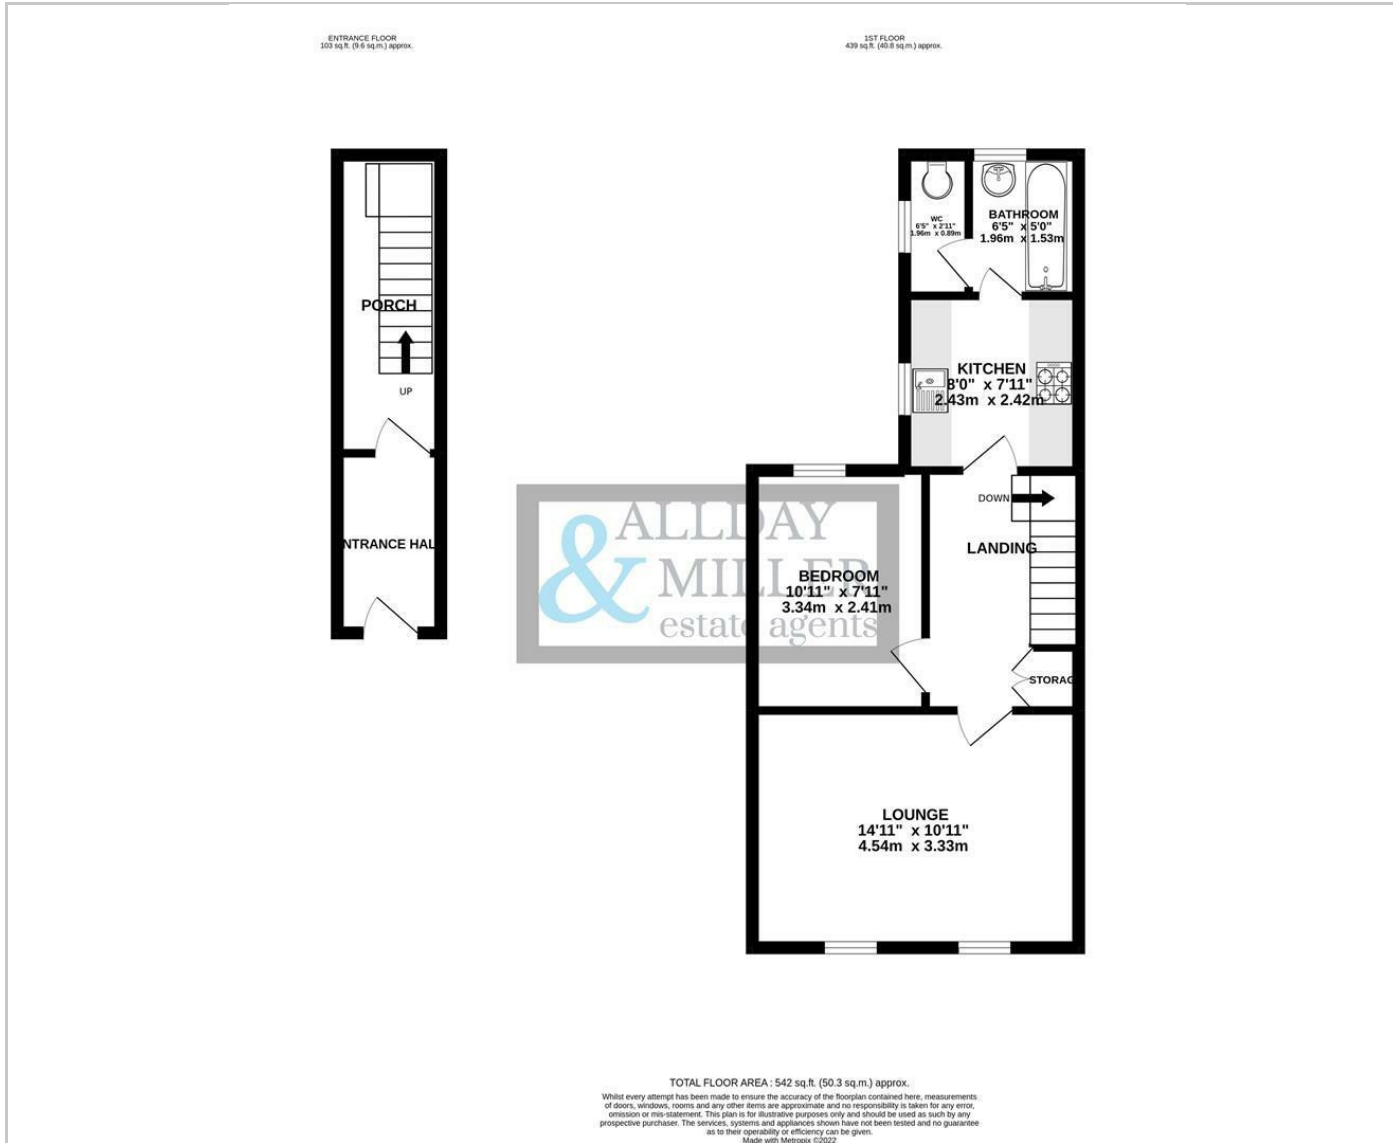 ENTRANCE FLOOR
103 sq.ft. (9.6 sq.m.) approx.
1ST FLOOR
439 sq.ft. (40.8 sq.m.) approx.
PORCH
UP
NTRANCE HAL
WC
6'5" x 2'11"
1.96m x 0.89m
BATHROOM
6'5" x 5'0"
1.96m x 1.53m
KITCHEN
8'0" x 7'11"
2.43m x 2.42m
DOWN
LANDING
ALLDAY
& MILLER
estate agents
BEDROOM
10'11" x 7'11"
3.34m x 2.41m
STORAG
LOUNGE
14'11" x 10'11"
4.54m x 3.33m
TOTAL FLOOR AREA : 542 sq.ft. (50.3 sq.m.) approx.
Whilst every attempt has been made to ensure the accuracy of the floorplan contained here, measurements
of doors, windows, rooms and any other items are approximate and no responsibility is taken for any error,
omission or mis-statement. This plan is for illustrative purposes only and should be used as such by any
prospective purchaser. The services, systems and appliances shown have not been tested and no guarantee
as to their operability or efficiency can be given.
Made with Metropix ©2022